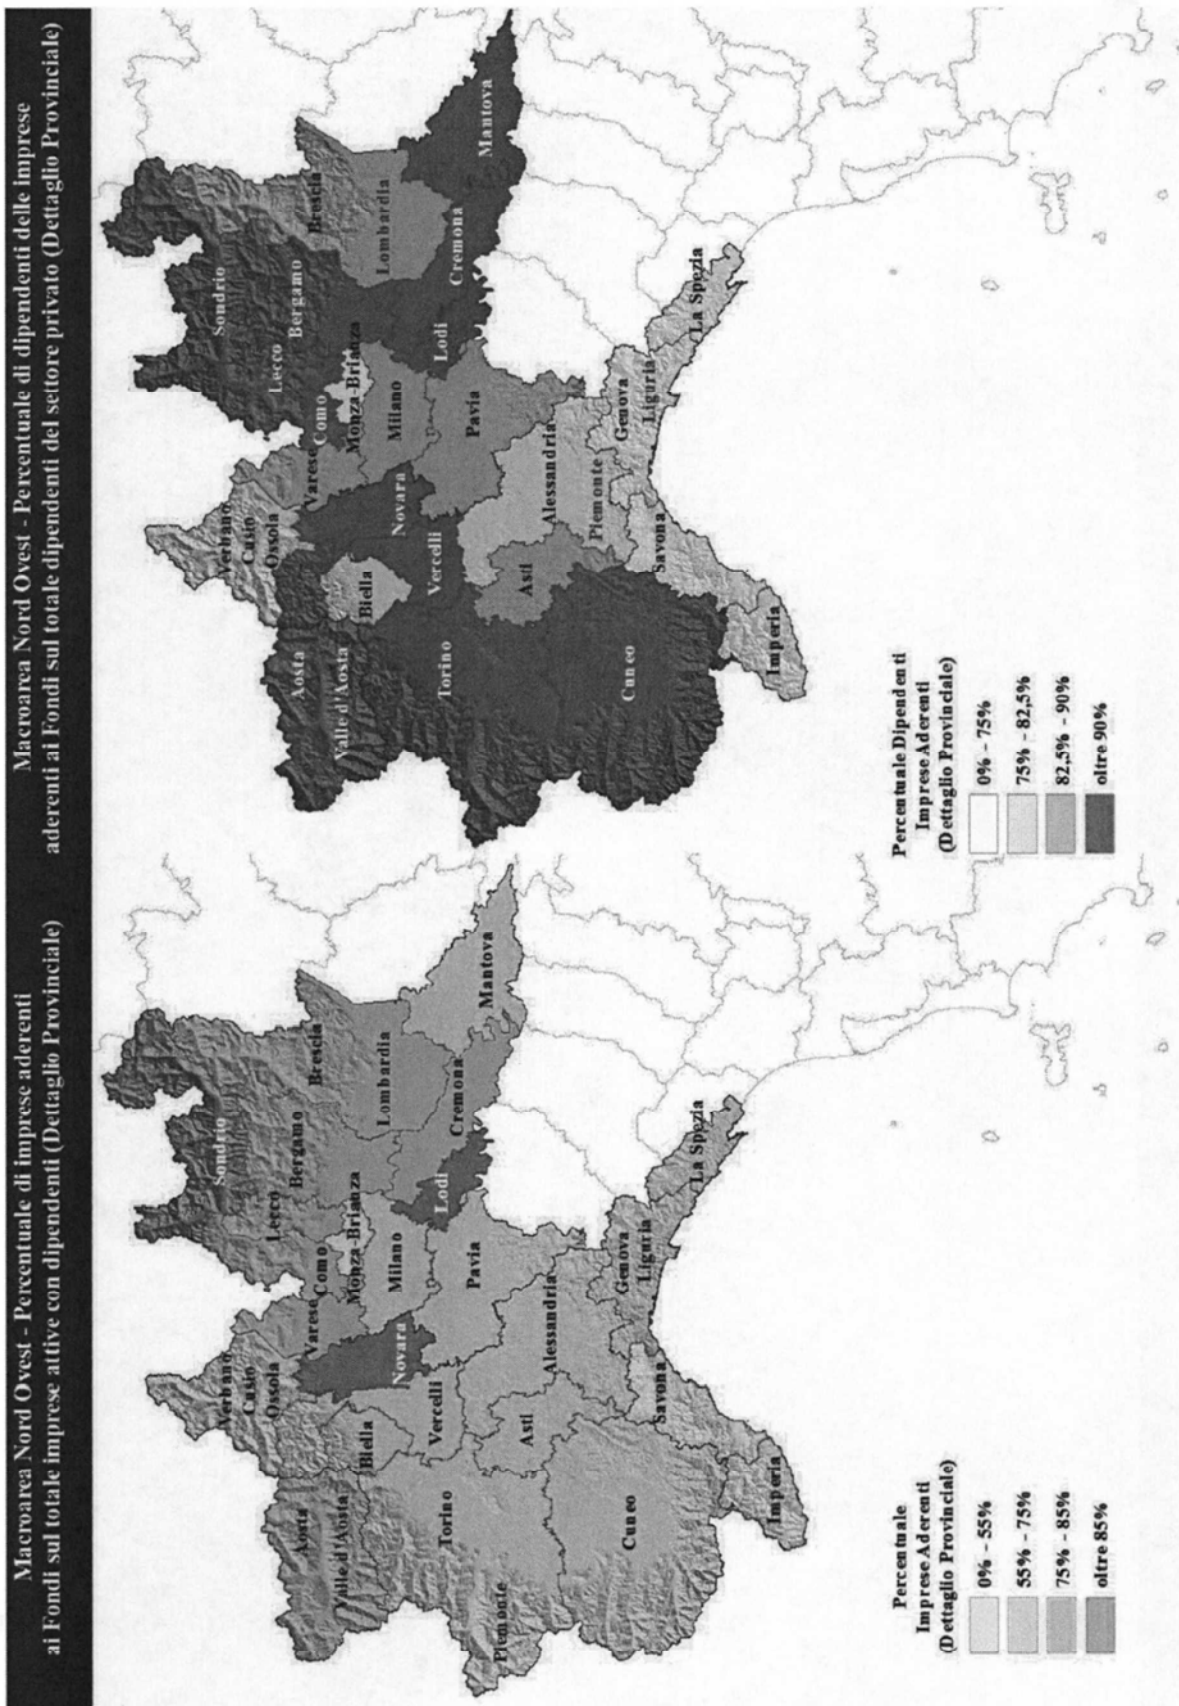 Macroarea Nord Ovest - Percentuale di imprese aderenti
ai Fondi sul totale imprese attive con dipendenti (Dettaglio Provinciale)
Sondrio
Verbano
Cusio
Ossola
Lecco
Bergamo
Aosta
Varese
Como
Brescia
Valle d'Aosta
Biella
Monza-Brianza
Novara
Milano
Lombardia
Torino
Vercelli
Lodi
Cremona
Mantova
Pavia
Piemonte
Asti
Alessandria
Cuneo
Genova
Savona
Liguria
La Spezia
Imperia
Percentuale
Imprese Aderenti
(Dettaglio Provinciale)
0% - 55%
55% - 75%
75% - 85%
oltre 85%
Macroarea Nord Ovest - Percentuale di dipendenti delle imprese
aderenti ai Fondi sul totale dipendenti del settore privato (Dettaglio Provinciale)
Sondrio
Verbano
Cusio
Ossola
Lecco
Bergamo
Aosta
Varese
Como
Brescia
Valle d'Aosta
Biella
Monza-Brianza
Novara
Milano
Lombardia
Torino
Vercelli
Lodi
Cremona
Mantova
Pavia
Asti
Alessandria
Piemonte
Cuneo
Genova
Savona
Liguria
La Spezia
Imperia
Percentuale Dipendenti
Imprese Aderenti
(Dettaglio Provinciale)
0% - 75%
75% - 82,5%
82,5% - 90%
oltre 90%